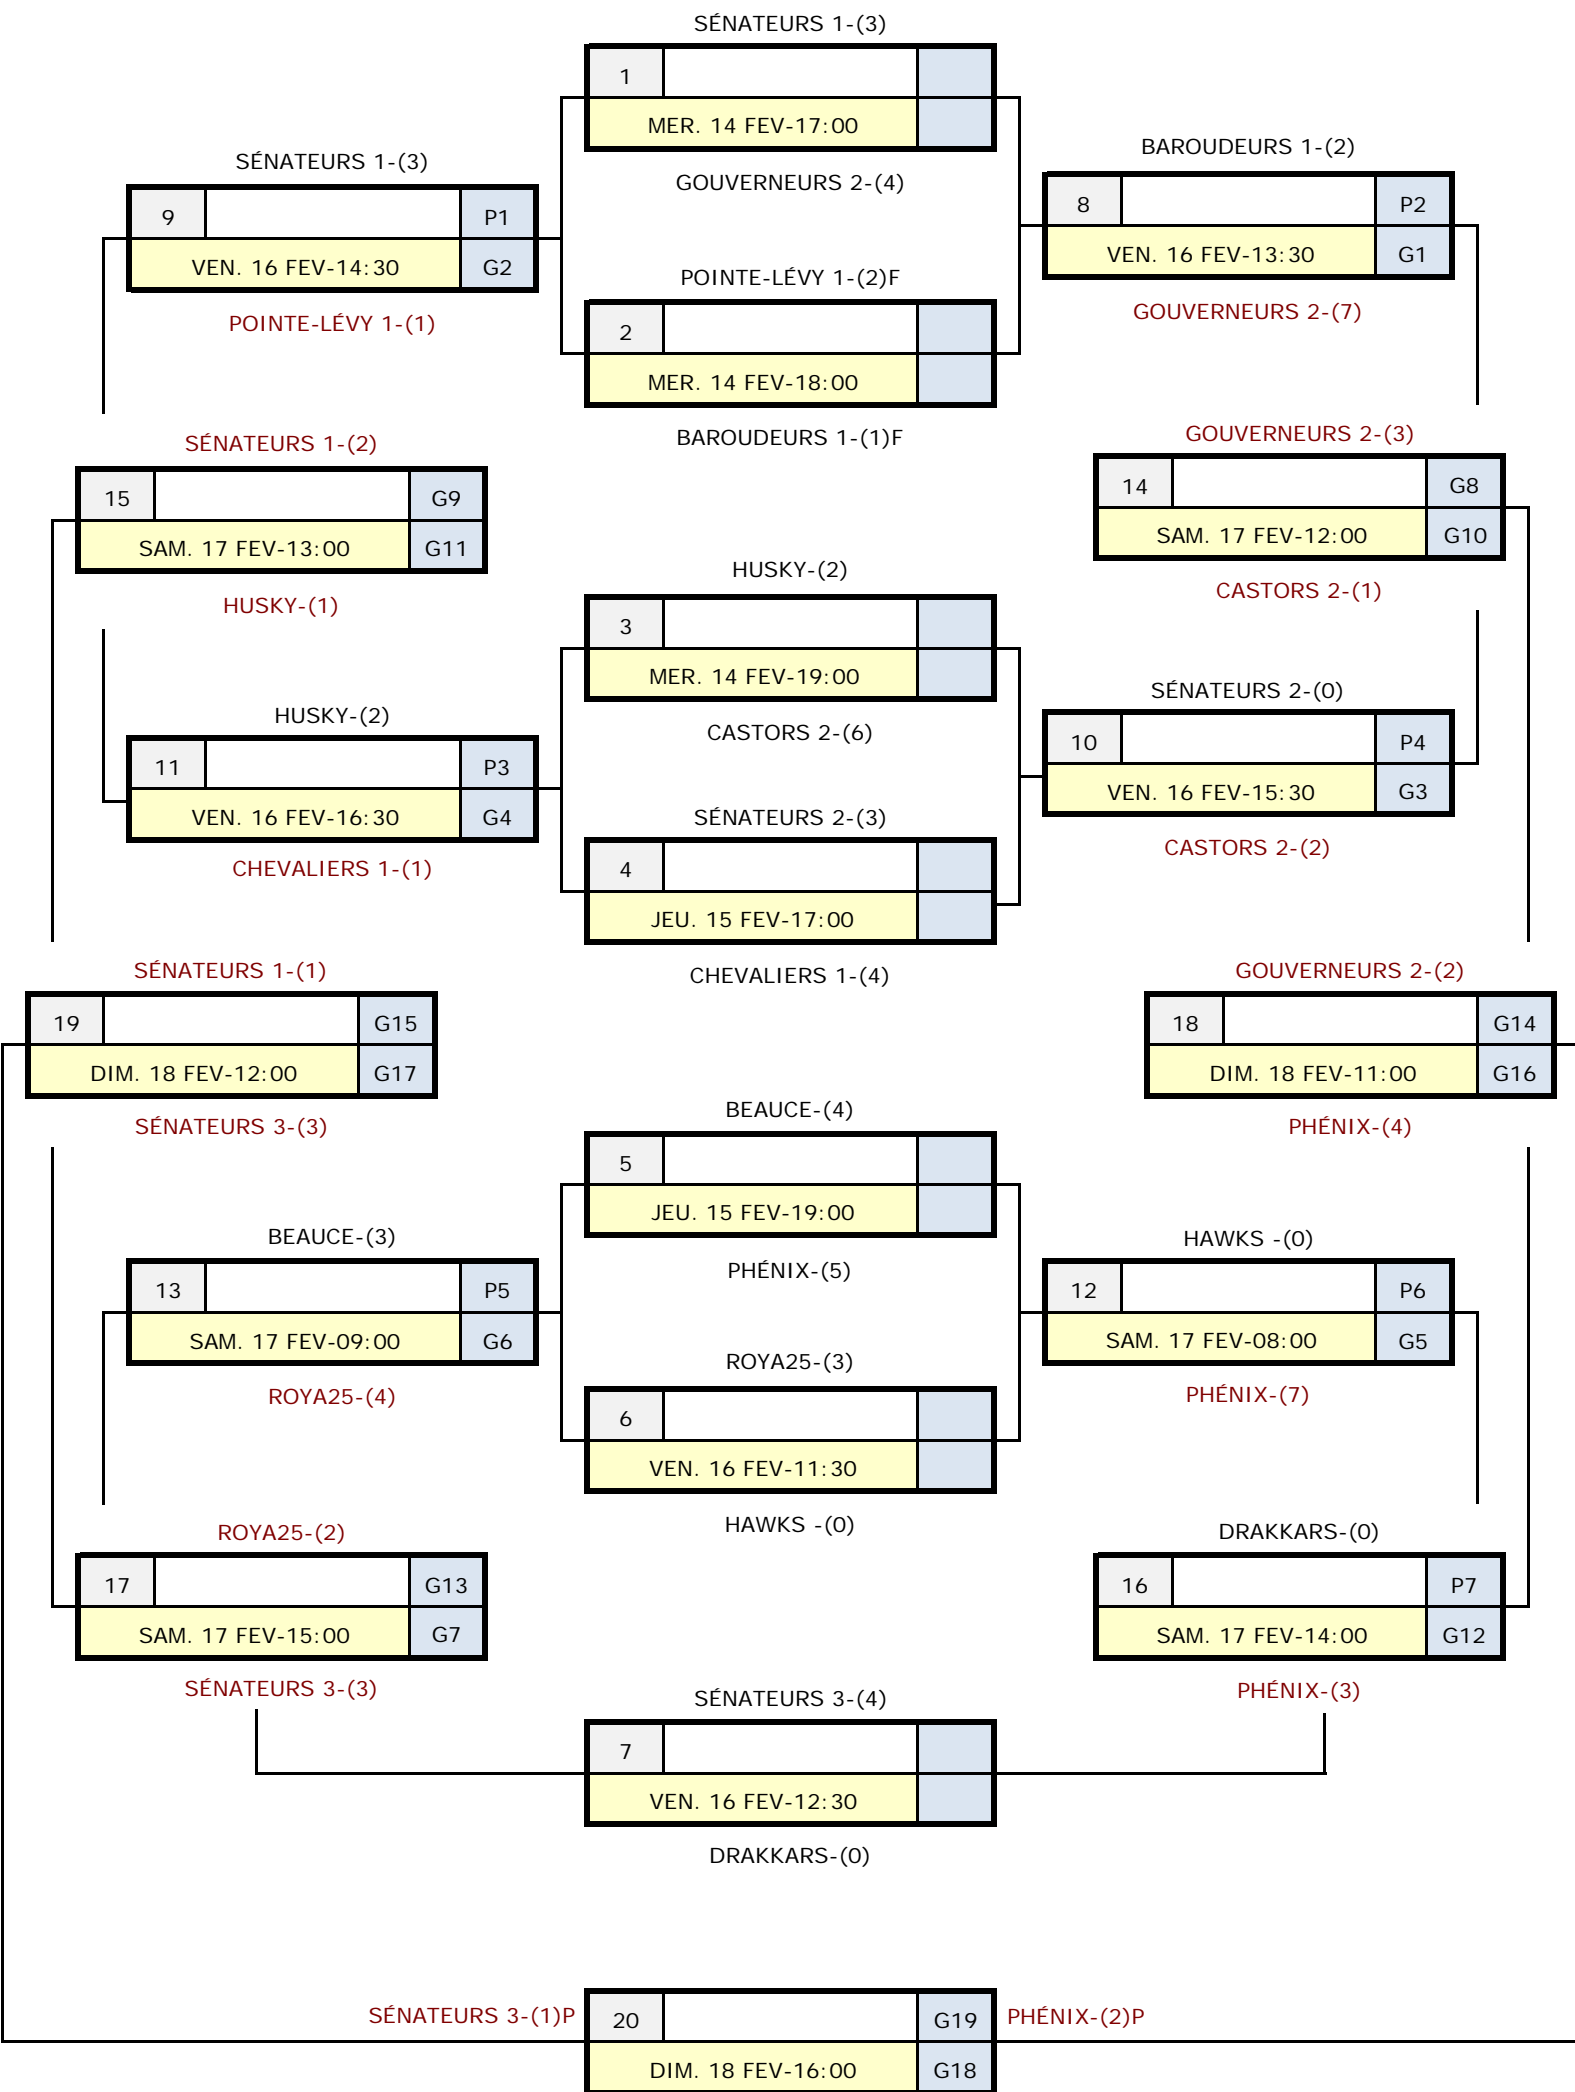 SÉNATEURS 1-(3)
1
MER. 14 FEV-17:00
GOUVERNEURS 2-(4)
SÉNATEURS 1-(3)
9 P1
VEN. 16 FEV-14:30 G2
POINTE-LÉVY 1-(1)
BAROUDEURS 1-(2)
8 P2
VEN. 16 FEV-13:30 G1
GOUVERNEURS 2-(7)
POINTE-LÉVY 1-(2)F
2
MER. 14 FEV-18:00
BAROUDEURS 1-(1)F
SÉNATEURS 1-(2)
15 G9
SAM. 17 FEV-13:00 G11
HUSKY-(1)
GOUVERNEURS 2-(3)
14 G8
SAM. 17 FEV-12:00 G10
CASTORS 2-(1)
HUSKY-(2)
3
MER. 14 FEV-19:00
CASTORS 2-(6)
HUSKY-(2)
11 P3
VEN. 16 FEV-16:30 G4
CHEVALIERS 1-(1)
SÉNATEURS 2-(0)
10 P4
VEN. 16 FEV-15:30 G3
CASTORS 2-(2)
SÉNATEURS 2-(3)
4
JEU. 15 FEV-17:00
CHEVALIERS 1-(4)
SÉNATEURS 1-(1)
19 G15
DIM. 18 FEV-12:00 G17
SÉNATEURS 3-(3)
GOUVERNEURS 2-(2)
18 G14
DIM. 18 FEV-11:00 G16
PHÉNIX-(4)
BEAUCE-(4)
5
JEU. 15 FEV-19:00
PHÉNIX-(5)
BEAUCE-(3)
13 P5
SAM. 17 FEV-09:00 G6
ROYA25-(4)
HAWKS -(0)
12 P6
SAM. 17 FEV-08:00 G5
PHÉNIX-(7)
ROYA25-(3)
6
VEN. 16 FEV-11:30
HAWKS -(0)
ROYA25-(2)
17 G13
SAM. 17 FEV-15:00 G7
SÉNATEURS 3-(3)
DRAKKARS-(0)
16 P7
SAM. 17 FEV-14:00 G12
PHÉNIX-(3)
SÉNATEURS 3-(4)
7
VEN. 16 FEV-12:30
DRAKKARS-(0)
SÉNATEURS 3-(1)P 20 G19 PHÉNIX-(2)P
DIM. 18 FEV-16:00 G18